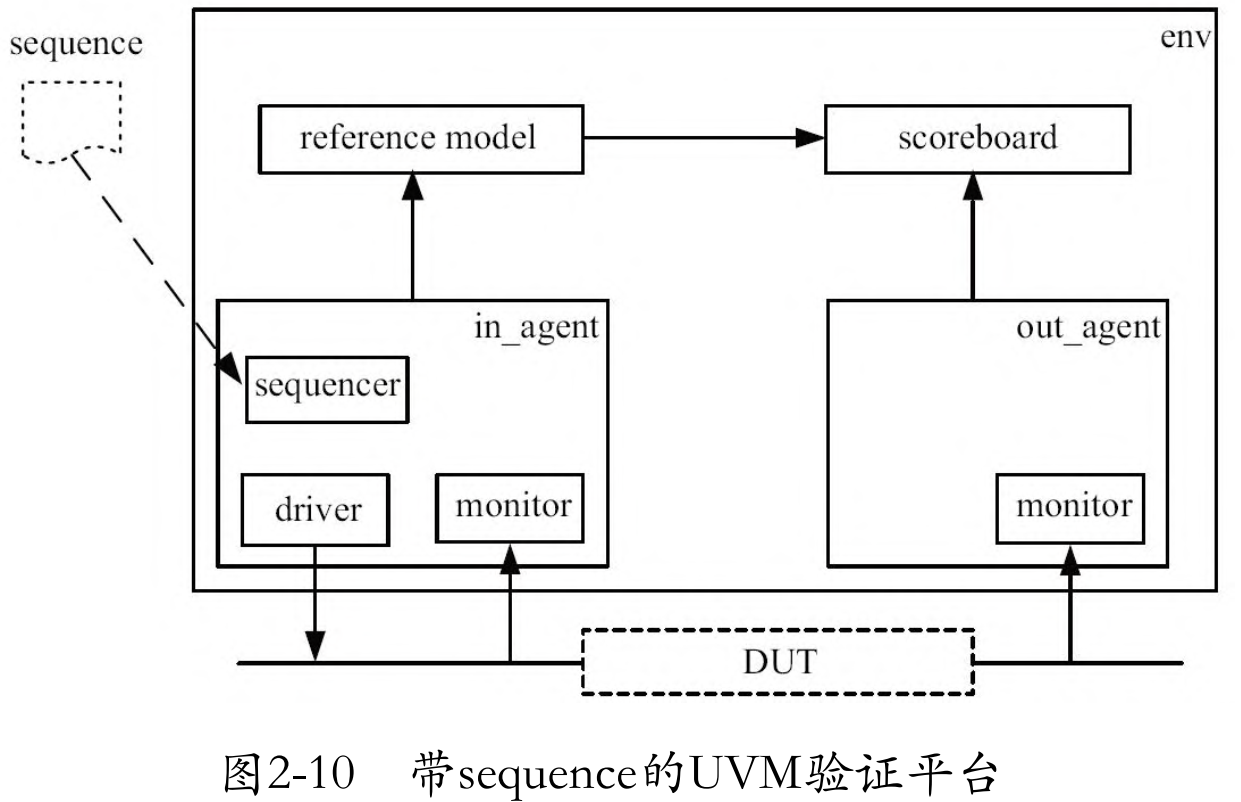 sequence
env
reference model
scoreboard
in_agent
out_agent
sequencer
driver
monitor
monitor
DUT
图2-10 带sequence的UVM验证平台